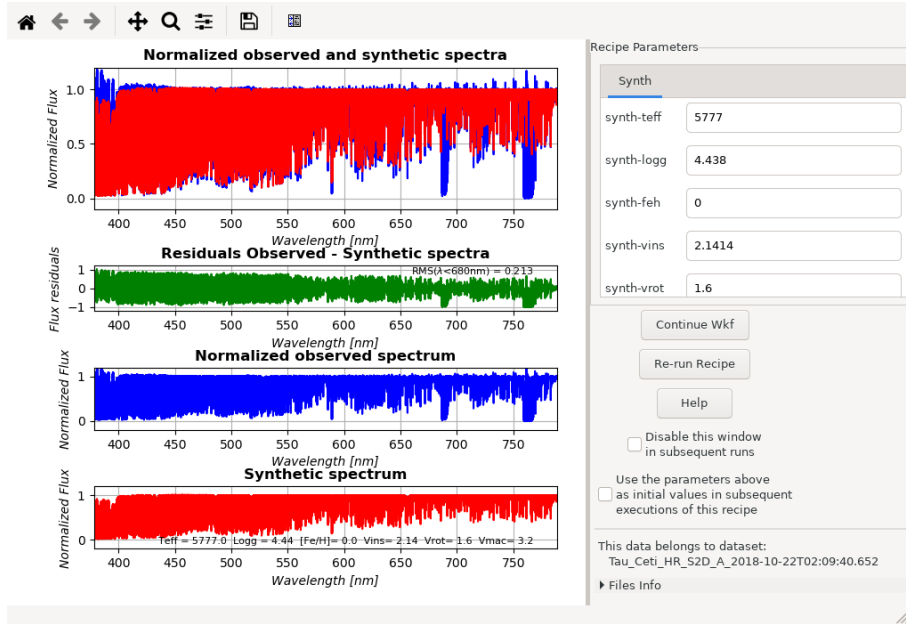 Normalized observed and synthetic spectra
Normalized Flux
1.0
0.5
0.0
400 450 500 550 600 650 700 750
Wavelength [nm]
Residuals Observed - Synthetic spectra
Flux residuals
RMS(λ<680nm) = 0.213
1
0
−1
400 450 500 550 600 650 700 750
Wavelength [nm]
Normalized observed spectrum
Normalized Flux
1
0
400 450 500 550 600 650 700 750
Wavelength [nm]
Synthetic spectrum
Normalized Flux
1
0
Teff = 5777.0 Logg = 4.44 [Fe/H]= 0.0 Vins= 2.14 Vrot= 1.6 Vmac= 3.2
400 450 500 550 600 650 700 750
Wavelength [nm]
Recipe Parameters
Synth
synth-teff 5777
synth-logg 4.438
synth-feh 0
synth-vins 2.1414
synth-vrot 1.6
Continue Wkf
Re-run Recipe
Help
Disable this window
in subsequent runs
Use the parameters above
as initial values in subsequent
executions of this recipe
This data belongs to dataset:
Tau_Ceti_HR_S2D_A_2018-10-22T02:09:40.652
Files Info